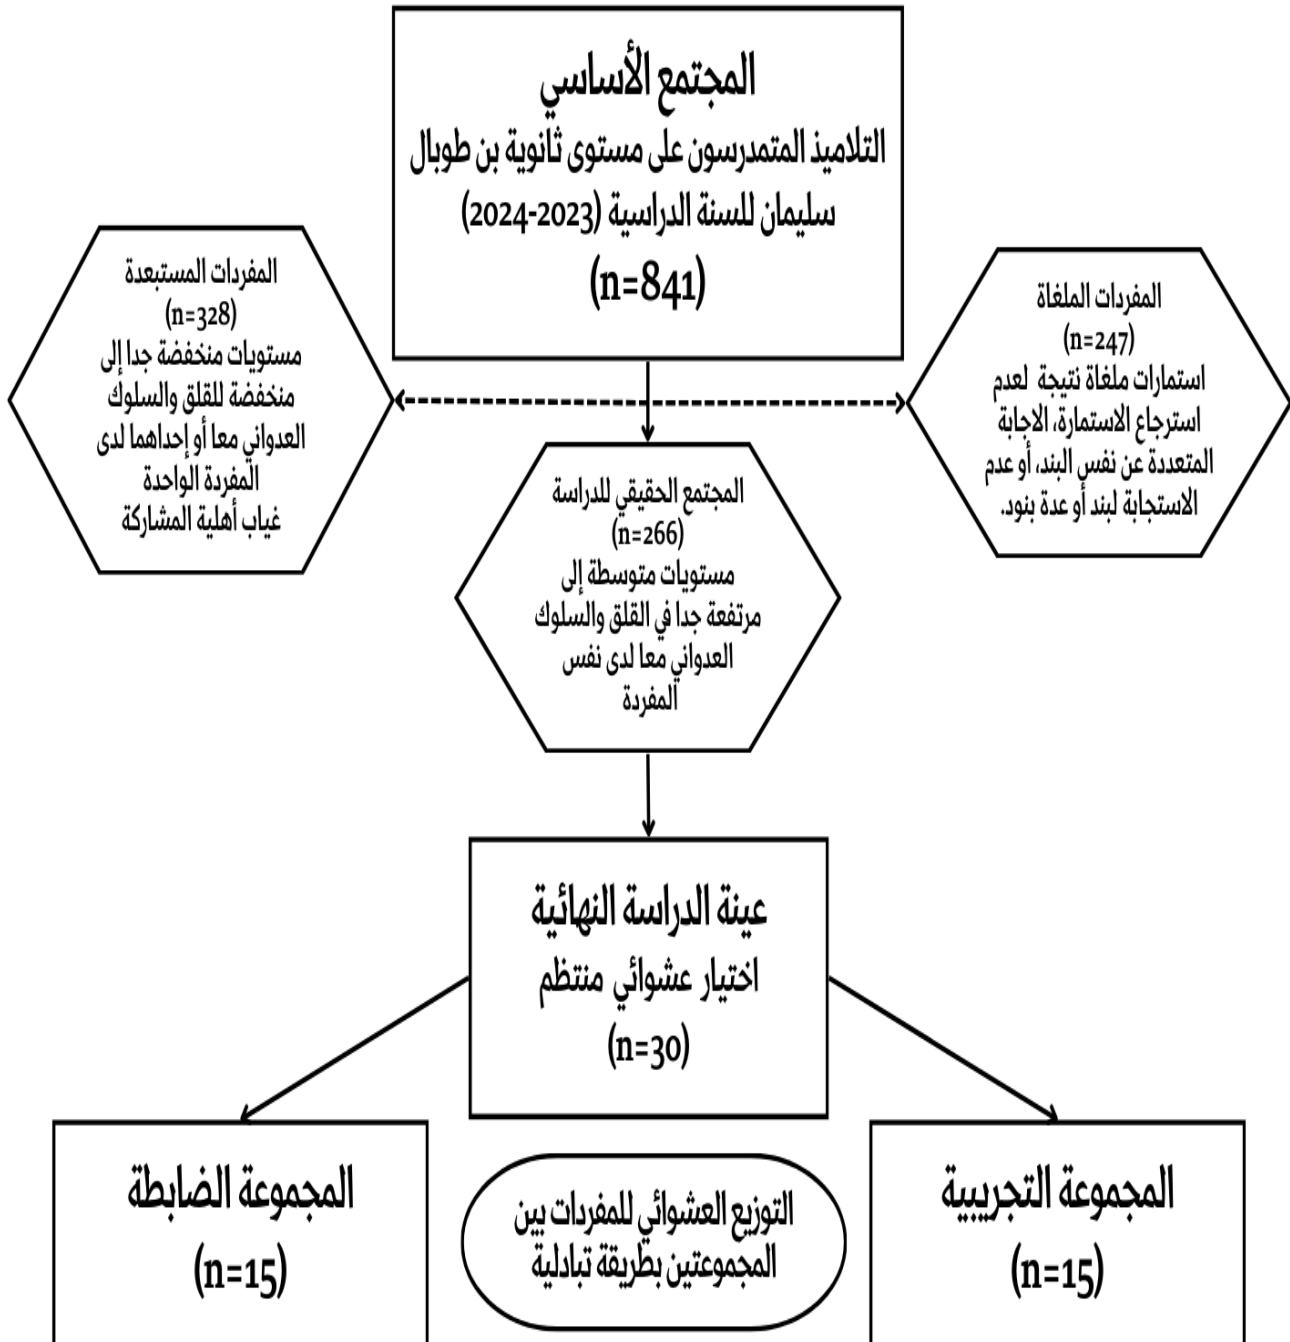 المجتمع الأساسي
التلاميذ المتمدرسون على مستوى ثانوية بن طوبال
سليمان للسنة الدراسية (2023-2024)
(n=841)
المفردات الملغاة
(n=247)
استمارات ملغاة نتيجة لعدم
استرجاع الاستمارة، الاجابة
المتعددة عن نفس البند، أو عدم
الاستجابة لبند أو عدة بنود.
المفردات المستبعدة
(n=328)
مستويات منخفضة جدا إلى
منخفضة للقلق والسلوك
العدواني معا أو إحداهما لدى
المفردة الواحدة
غياب أهلية المشاركة
المجتمع الحقيقي للدراسة
(n=266)
مستويات متوسطة إلى
مرتفعة جدا في القلق والسلوك
العدواني معا لدى نفس
المفردة
عينة الدراسة النهائية
اختيار عشوائي منتظم
(n=30)
المجموعة التجريبية
(n=15)
التوزيع العشوائي للمفردات بين
المجموعتين بطريقة تبادلية
المجموعة الضابطة
(n=15)